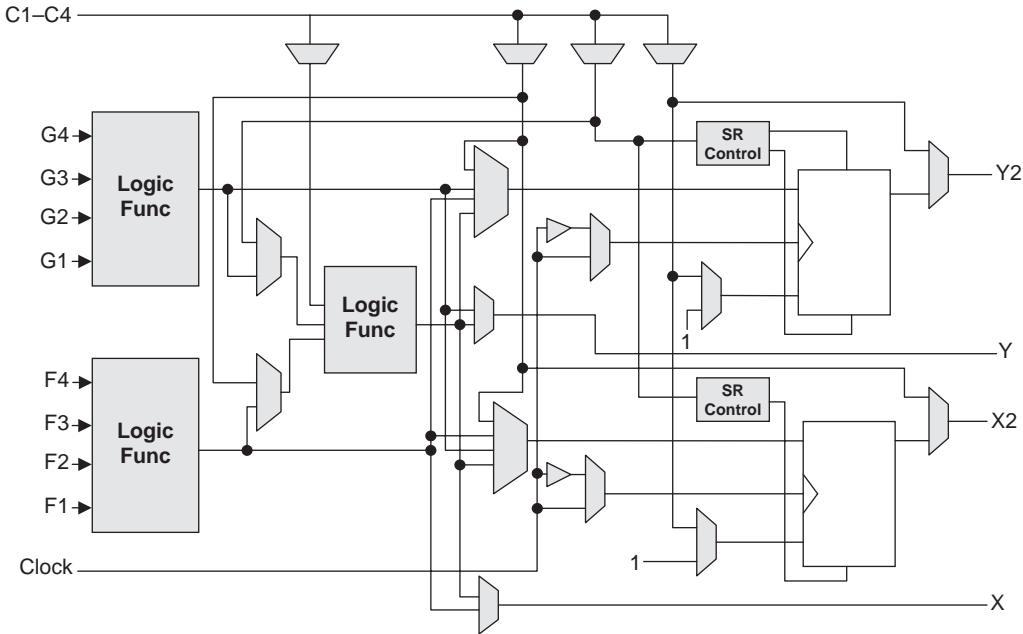 C1–C4
G4
G3
G2
G1
Logic
Func
SR
Control
Y2
Logic
Func
1
Y
F4
F3
F2
F1
Logic
Func
SR
Control
X2
Clock
1
X